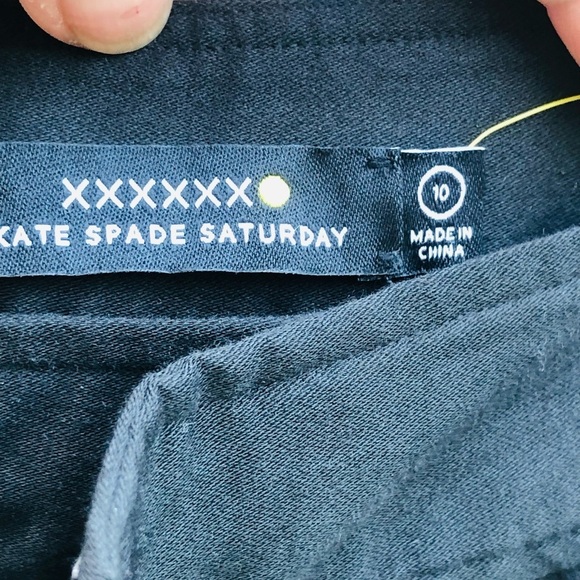 XXXXXX
KATE SPADE SATURDAY
10
MADE IN
CHINA